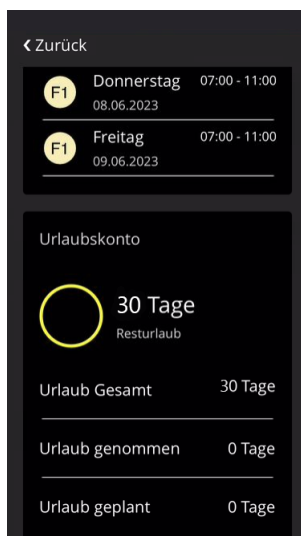 ‹ Zurück
F1 Donnerstag 07:00 - 11:00
08.06.2023
F1 Freitag 07:00 - 11:00
09.06.2023
Urlaubskonto
30 Tage
Resturlaub
Urlaub Gesamt 30 Tage
Urlaub genommen 0 Tage
Urlaub geplant 0 Tage